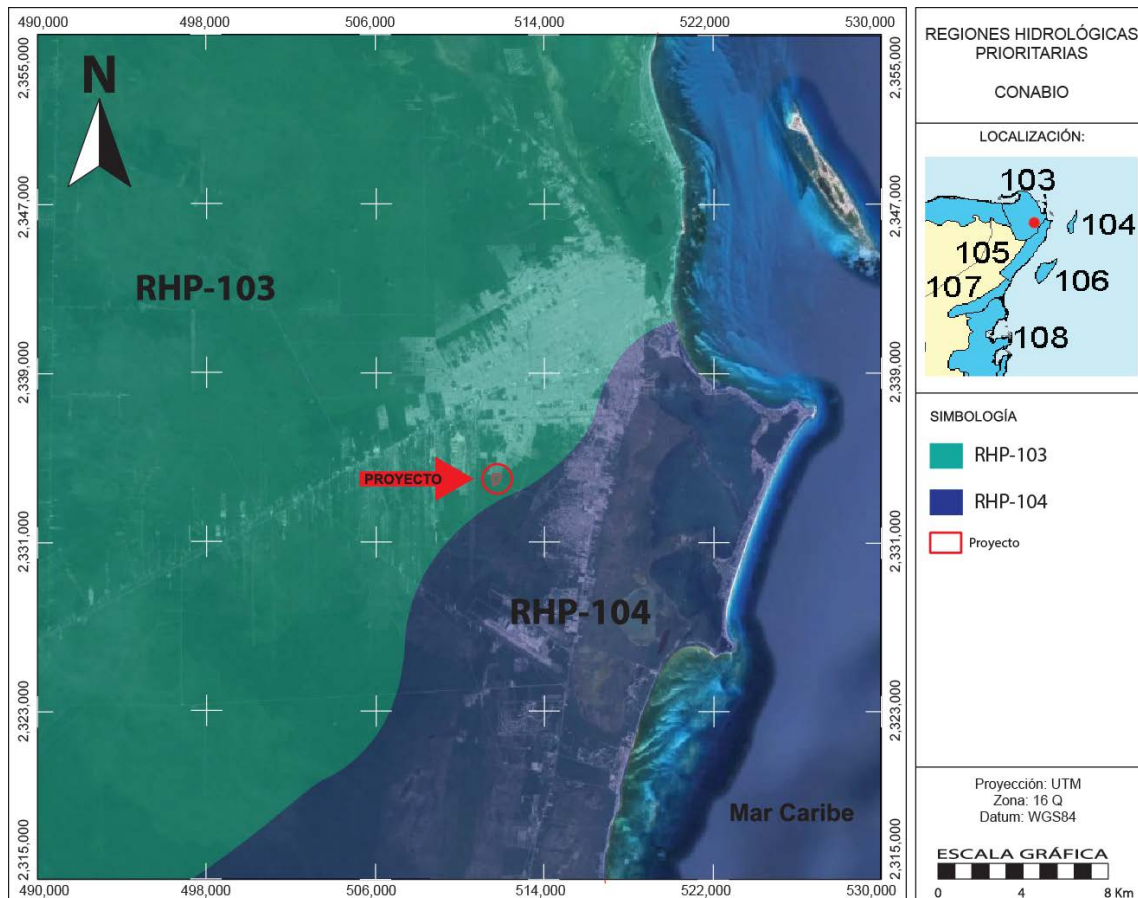 490,000 498,000 506,000 514,000 522,000 530,000
2,355,000 2,355,000
N
2,347,000 2,347,000
RHP-103
2,339,000 2,339,000
PROYECTO
2,331,000 2,331,000
RHP-104
2,323,000 2,323,000
Mar Caribe
2,315,000 2,315,000
490,000 498,000 506,000 514,000 522,000 530,000
REGIONES HIDROLÓGICAS
PRIORITARIAS
CONABIO
LOCALIZACIÓN:
103
104
105
106
107
108
SIMBOLOGÍA
RHP-103
RHP-104
Proyecto
Proyección: UTM
Zona: 16 Q
Datum: WGS84
ESCALA GRÁFICA
0 4 8 Km